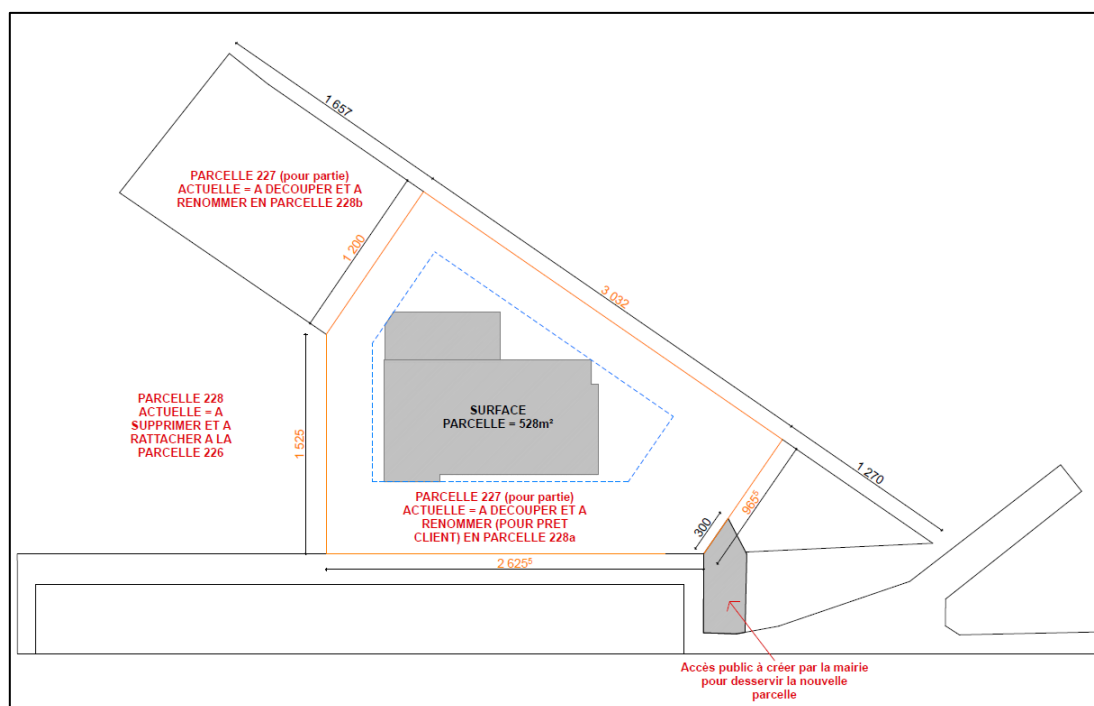 1 657
PARCELLE 227 (pour partie)
ACTUELLE = A DECOUPER ET A
RENOMMER EN PARCELLE 228b
1 200
3 032
PARCELLE 228
ACTUELLE = A
SUPPRIMER ET A
RATTACHER A LA
PARCELLE 226
1 525
SURFACE
PARCELLE = 528m²
PARCELLE 227 (pour partie)
ACTUELLE = A DECOUPER ET A
RENOMMER (POUR PRET
CLIENT) EN PARCELLE 228a
300
965⁵
1 270
2 625⁵
Accès public à créer par la mairie
pour desservir la nouvelle
parcelle